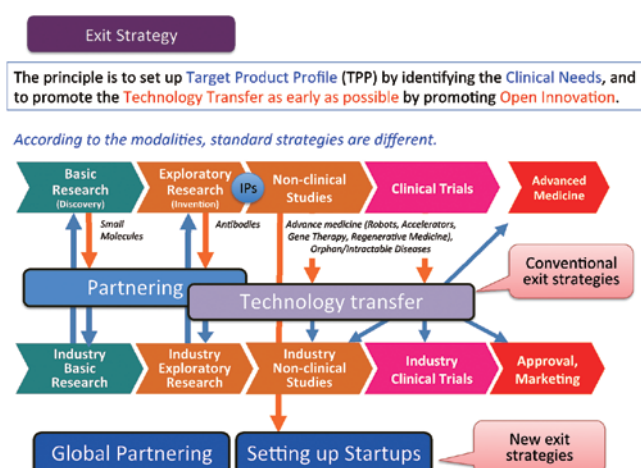 Exit Strategy
The principle is to set up Target Product Profile (TPP) by identifying the Clinical Needs, and
to promote the Technology Transfer as early as possible by promoting Open Innovation.
According to the modalities, standard strategies are different.
Basic
Research
(Discovery)
Exploratory
Research
(Invention)
IPs
Non-clinical
Studies
Clinical Trials
Advanced
Medicine
Small
Molecules
Antibodies
Advance medicine (Robots, Accelerators,
Gene Therapy, Regenerative Medicine),
Orphan/Intractable Diseases
Partnering
Technology transfer
Conventional
exit strategies
Industry
Basic
Research
Industry
Exploratory
Research
Industry
Non-clinical
Studies
Industry
Clinical Trials
Approval,
Marketing
Global Partnering
Setting up Startups
New exit
strategies